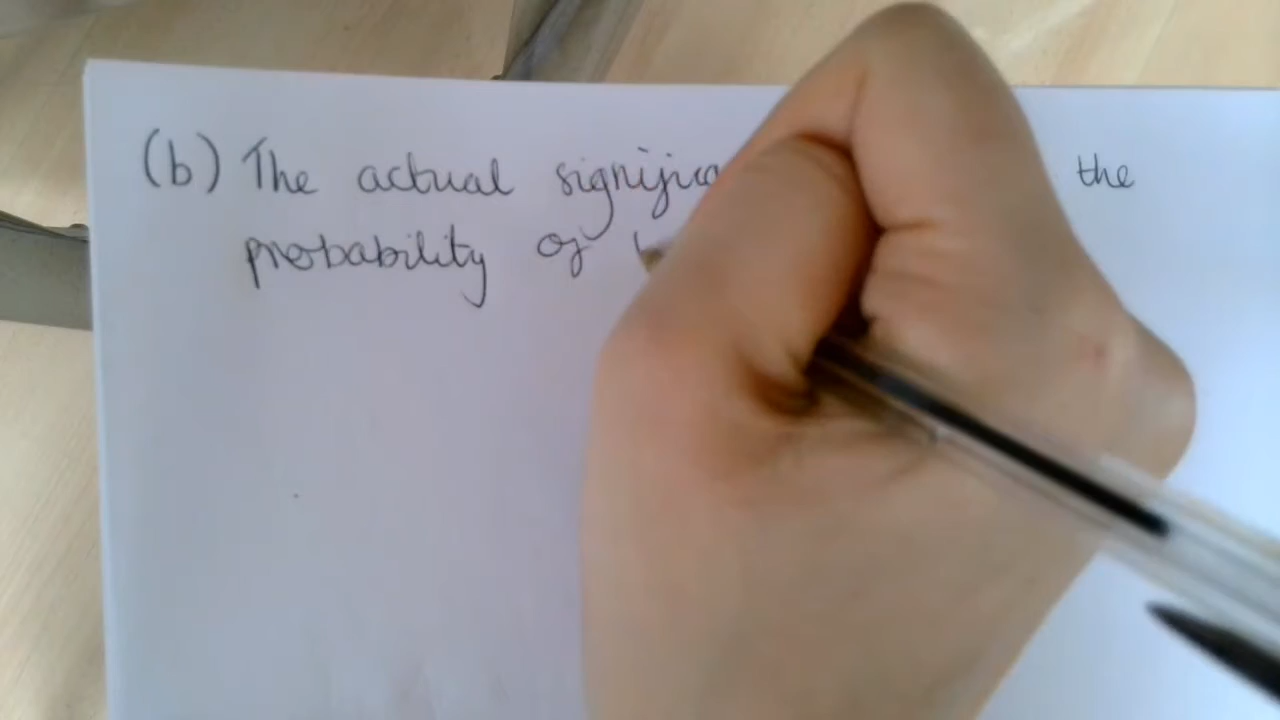 (b) The actual the
probability of